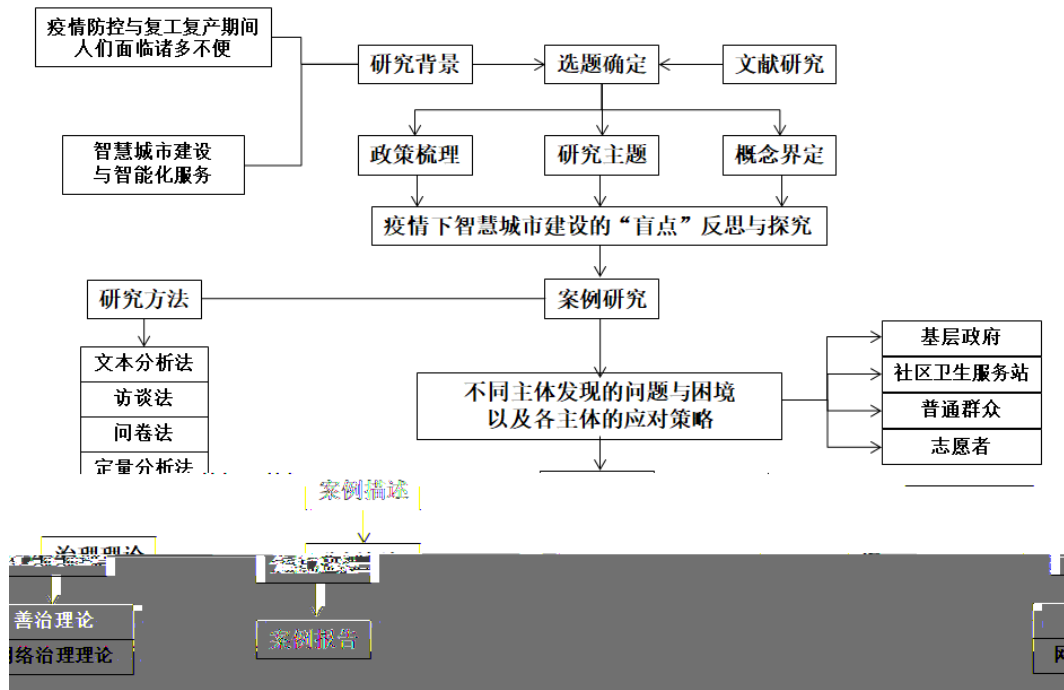 疫情防控与复工复产期间
人们面临诸多不便
研究背景
选题确定
文献研究
智慧城市建设
与智能化服务
政策梳理
研究主题
概念界定
疫情下智慧城市建设的“盲点”反思与探究
研究方法
案例研究
文本分析法
访谈法
问卷法
定量分析法
不同主体发现的问题与困境
以及各主体的应对策略
基层政府
社区卫生服务站
普通群众
志愿者
案例描述
治理理论
善治理论
案例报告
络治理理论